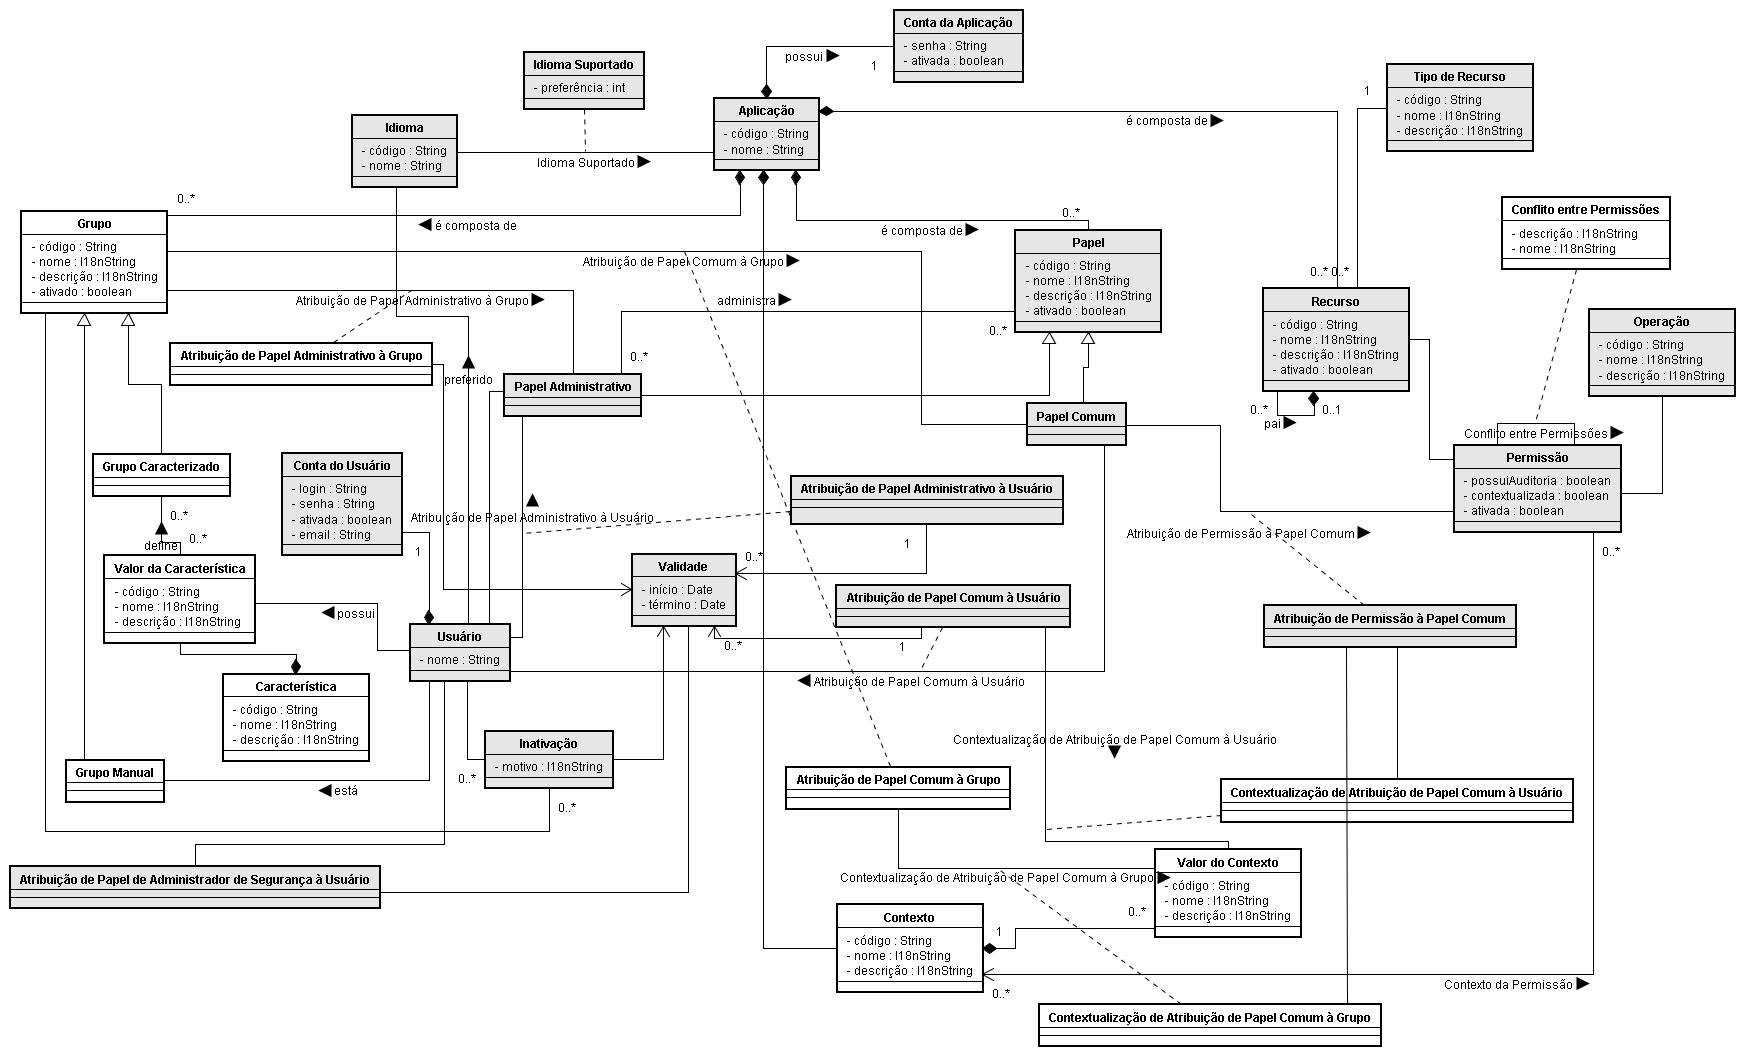 Conta da Aplicação
- senha : String
- ativada : boolean
possui
1
Idioma Suportado
- preferência : int
Tipo de Recurso
- código : String
- nome : I18nString
- descrição : I18nString
1
Aplicação
- código : String
- nome : String
é composta de
Idioma
- código : String
- nome : String
Idioma Suportado
0..*
é composta de
Grupo
- código : String
- nome : I18nString
- descrição : I18nString
- ativado : boolean
Conflito entre Permissões
- descrição : I18nString
- nome : I18nString
0..*
é composta de
Papel
- código : String
- nome : I18nString
- descrição : I18nString
- ativado : boolean
Atribuição de Papel Comum à Grupo
Atribuição de Papel Administrativo à Grupo
administra
0..*
0..*
0..* 0..*
Recurso
- código : String
- nome : I18nString
- descrição : I18nString
- ativado : boolean
0..*
0..1
pai
Operação
- código : String
- nome : I18nString
- descrição : I18nString
Atribuição de Papel Administrativo à Grupo
preferido
Papel Administrativo
Papel Comum
Conflito entre Permissões
Permissão
- possuiAuditoria : boolean
- contextualizada : boolean
- ativada : boolean
0..*
Grupo Caracterizado
0..*
0..*
define
Conta do Usuário
- login : String
- senha : String
- ativada : boolean
- email : String
1
Atribuição de Papel Administrativo à Usuário
Atribuição de Papel Administrativo à Usuário
1
0..*
Atribuição de Permissão à Papel Comum
Valor da Característica
- código : String
- nome : I18nString
- descrição : I18nString
possui
Validade
- início : Date
- término : Date
0..*
Atribuição de Papel Comum à Usuário
1
Atribuição de Permissão à Papel Comum
Usuário
- nome : String
Atribuição de Papel Comum à Usuário
Característica
- código : String
- nome : I18nString
- descrição : I18nString
Inativação
- motivo : I18nString
0..*
0..*
Contextualização de Atribuição de Papel Comum à Usuário
Grupo Manual
está
Atribuição de Papel Comum à Grupo
Contextualização de Atribuição de Papel Comum à Usuário
Atribuição de Papel de Administrador de Segurança à Usuário
Contextualização de Atribuição de Papel Comum à Grupo
Valor do Contexto
- código : String
- nome : I18nString
- descrição : I18nString
0..*
1
Contexto
- código : String
- nome : I18nString
- descrição : I18nString
0..*
Contexto da Permissão
Contextualização de Atribuição de Papel Comum à Grupo